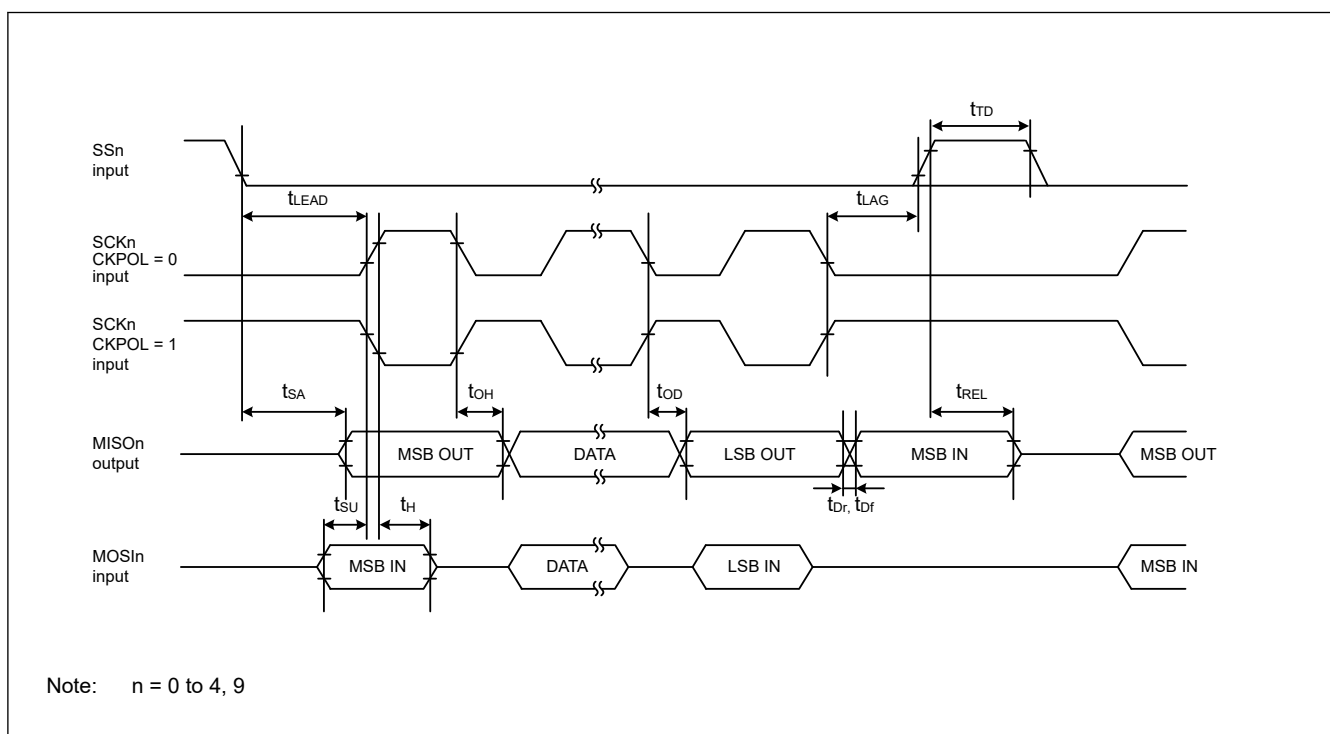 SSn
input
tTD
tLEAD
tLAG
SCKn
CKPOL = 0
input
SCKn
CKPOL = 1
input
tSA
tOH
tOD
tREL
MISOn
output
MSB OUT
DATA
LSB OUT
MSB IN
MSB OUT
tSU
tH
tDr, tDf
MOSIn
input
MSB IN
DATA
LSB IN
MSB IN
Note: n = 0 to 4, 9